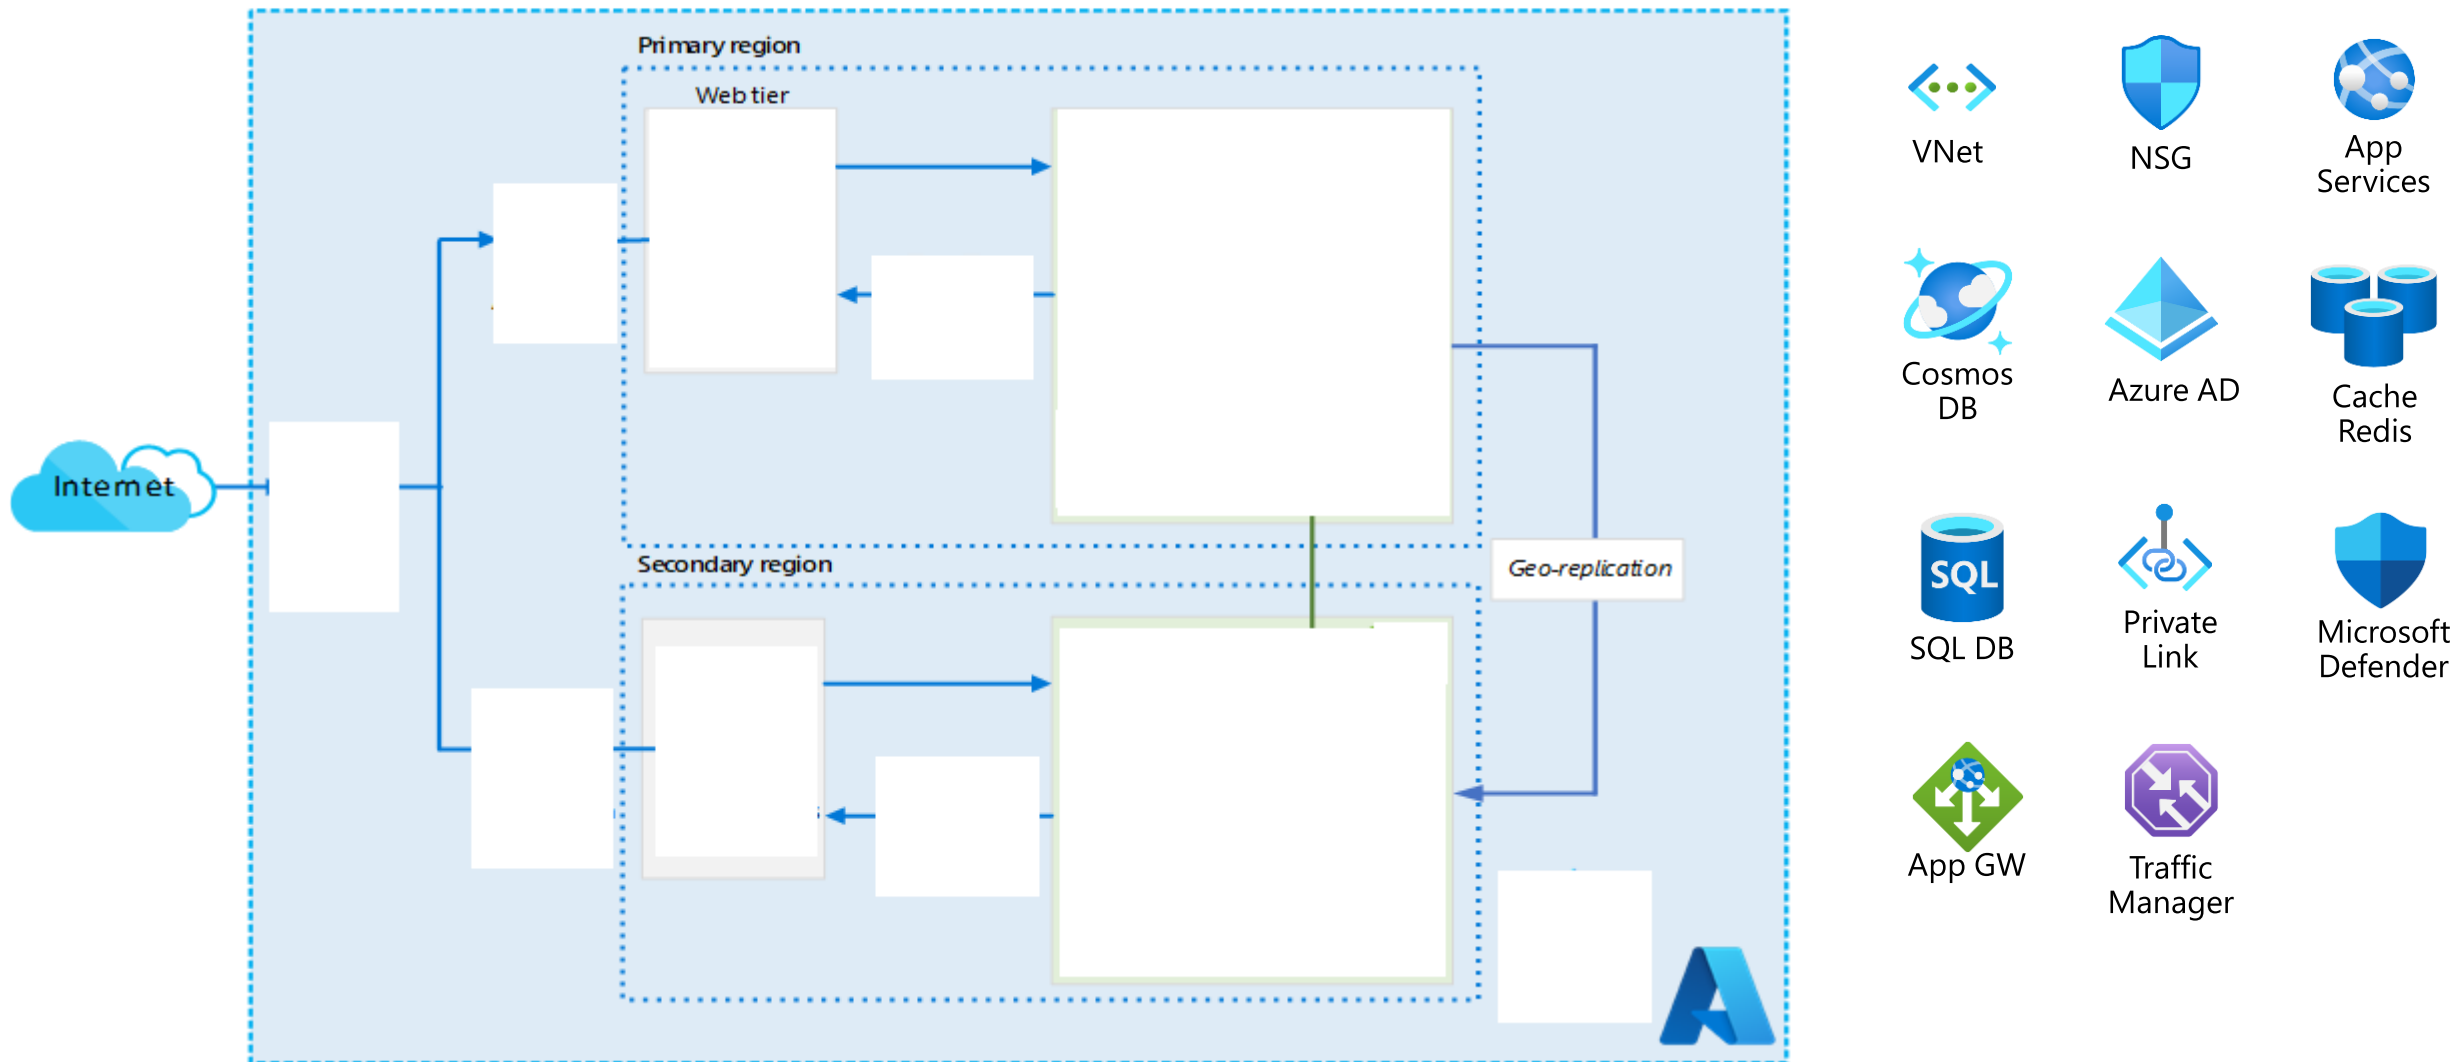 Primary region
Web tier
Internet
Secondary region
Geo-replication
VNet
NSG
App
Services
Cosmos
DB
Azure AD
Cache
Redis
SQL
SQL DB
Private
Link
Microsoft
Defender
App GW
Traffic
Manager